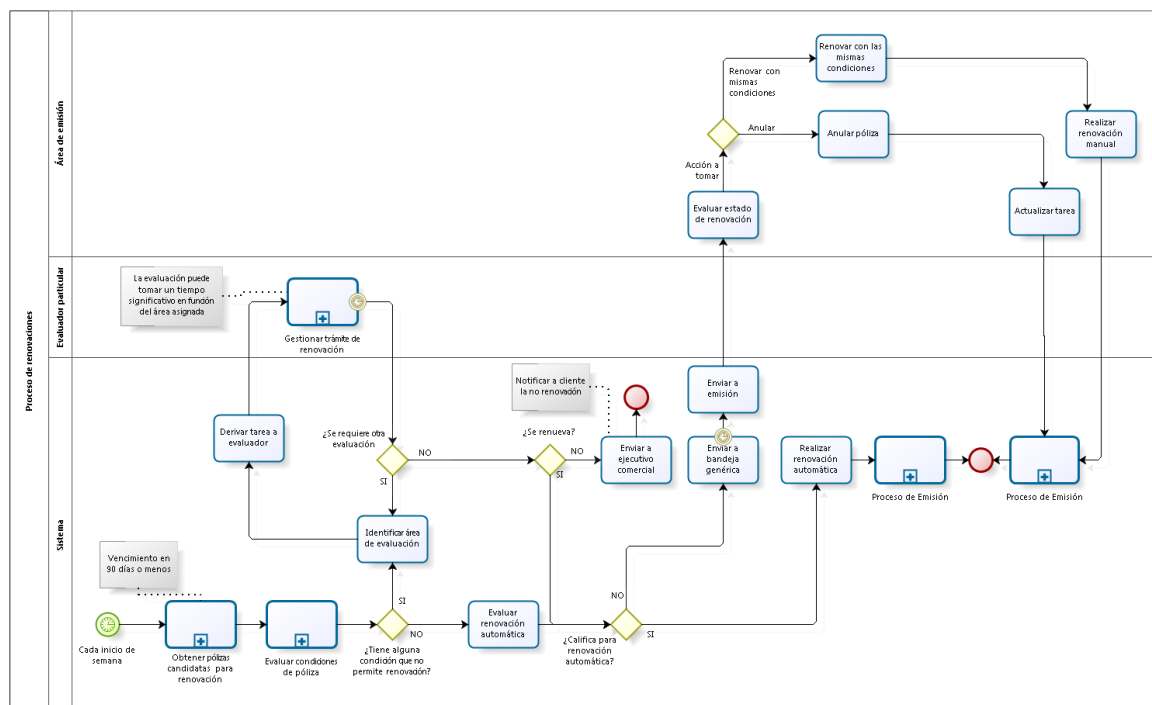 Proceso de renovaciones
Área de emisión
Renovar con las
mismas
condiciones
Renovar con
mismas
condiciones
Anular
Anular póliza
Realizar
renovación
manual
Acción a
tomar
Evaluar estado
de renovación
Actualizar tarea
Evaluador particular
La evaluación puede
tomar un tiempo
significativo en función
del área asignada
Gestionar trámite de
renovación
Sistema
Notificar a cliente
la no renovación
Enviar a
emisión
Derivar tarea a
evaluador
¿Se requiere otra
evaluación?
NO
SI
¿Se renueva?
NO
SI
Enviar a
ejecutivo
comercial
Enviar a
bandeja
genérica
Realizar
renovación
automática
Proceso de Emisión
Proceso de Emisión
Identificar área
de evaluación
Vencimiento en
90 días o menos
SI
NO
Cada inicio de
semana
Obtener pólizas
candidatas para
renovación
Evaluar condiciones
de póliza
¿Tiene alguna
condición que no
permite renovación?
Evaluar
renovación
automática
NO
SI
¿Califica para
renovación
automática?